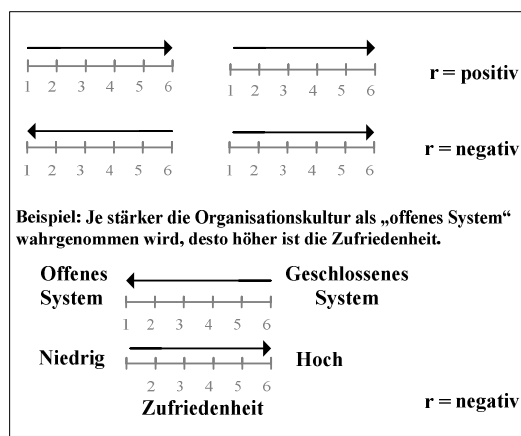 r = positiv
1 2 3 4 5 6 1 2 3 4 5 6
r = negativ
1 2 3 4 5 6 1 2 3 4 5 6
Beispiel: Je stärker die Organisationskultur als „offenes System“
wahrgenommen wird, desto höher ist die Zufriedenheit.
Offenes Geschlossenes
System System
1 2 3 4 5 6
Niedrig Hoch
2 3 4 5 6
Zufriedenheit
r = negativ